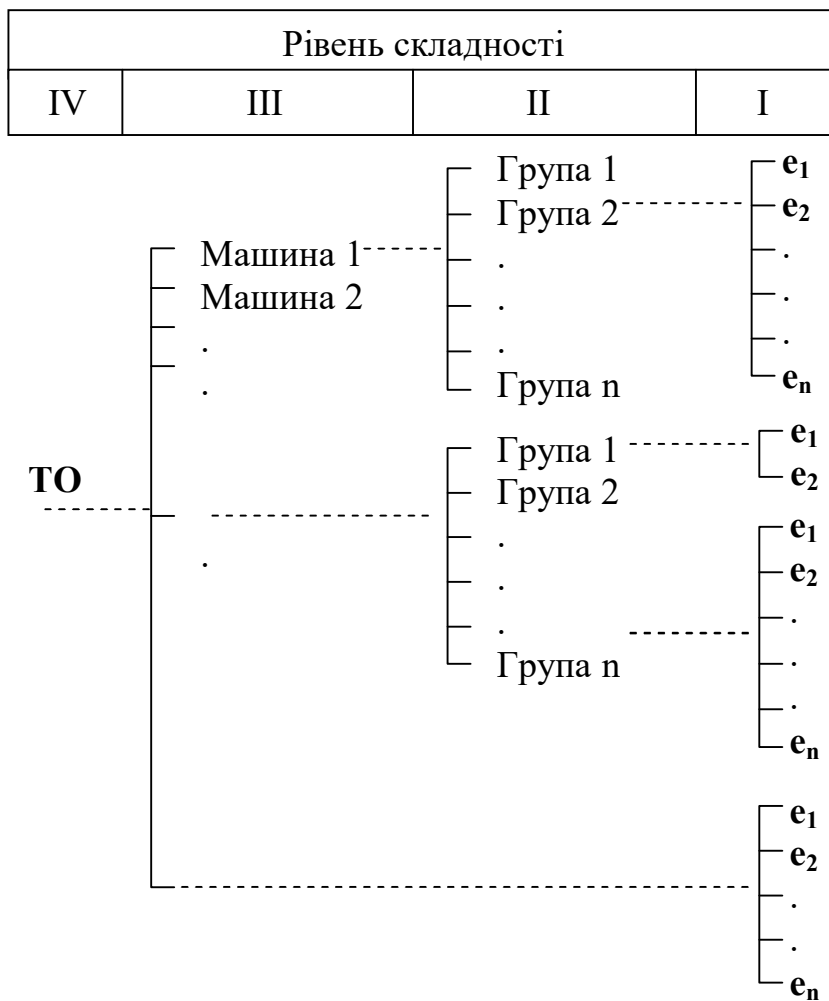 Рівень складності
IV III II I
Група 1
Група 2
.
.
.
Група n
e1
e2
.
.
.
en
Машина 1
Машина 2
.
.
.
ТО
Група 1
Група 2
.
.
.
Група n
e1
e2
e1
e2
.
.
.
en
e1
e2
.
.
en